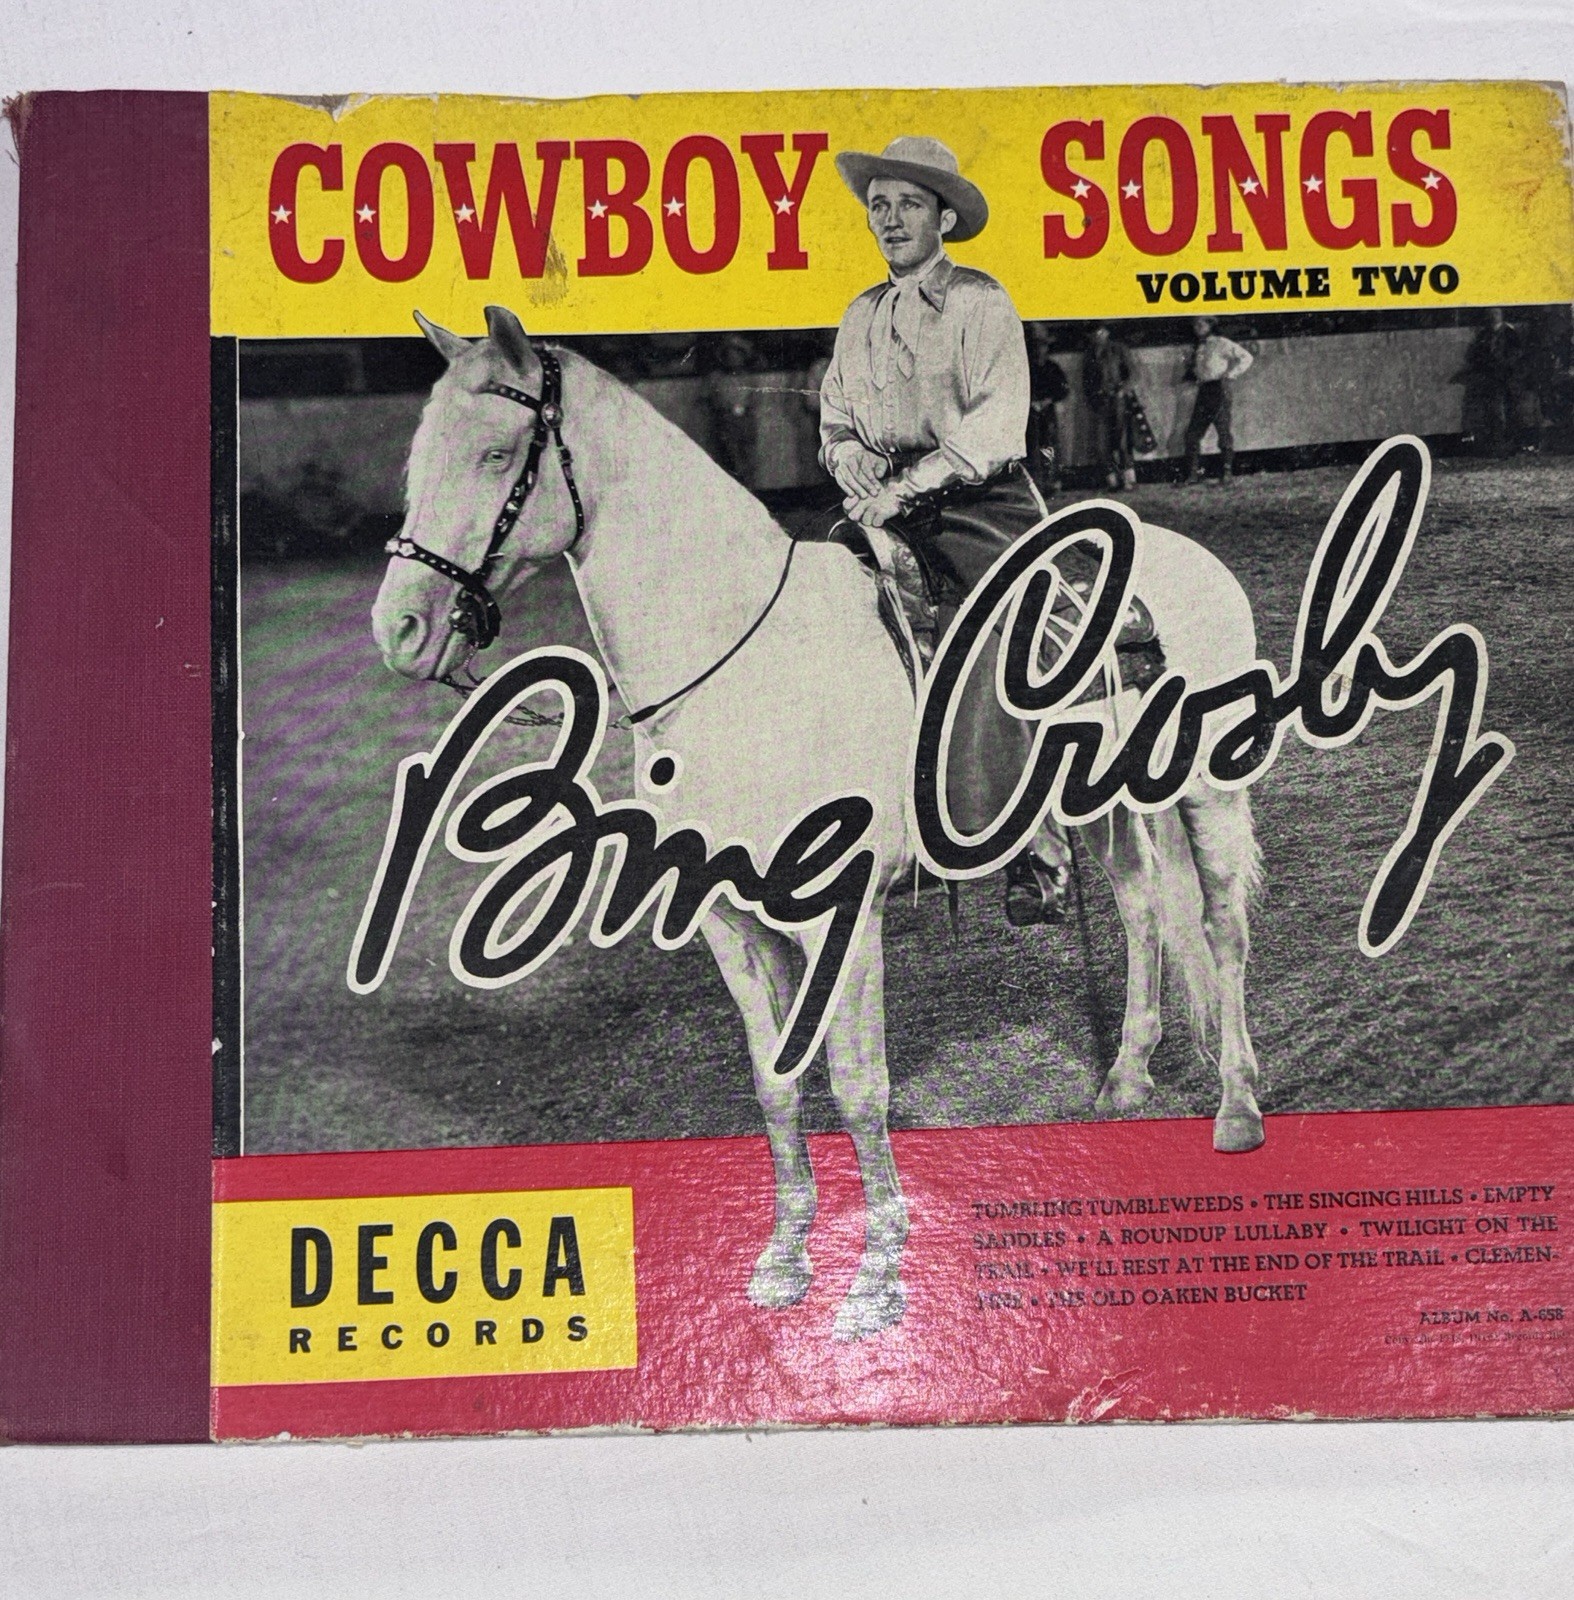 COWBOY SONGS
VOLUME TWO
Bing Crosby
DECCA
RECORDS
TUMBLING TUMBLEWEEDS • THE SINGING HILLS • EMPTY
SADDLES • A ROUNDUP LULLABY • TWILIGHT ON THE
TRAIL • WE'LL REST AT THE END OF THE TRAIL • CLEMEN-
TINE • THE OLD OAKEN BUCKET
ALBUM No. A-658